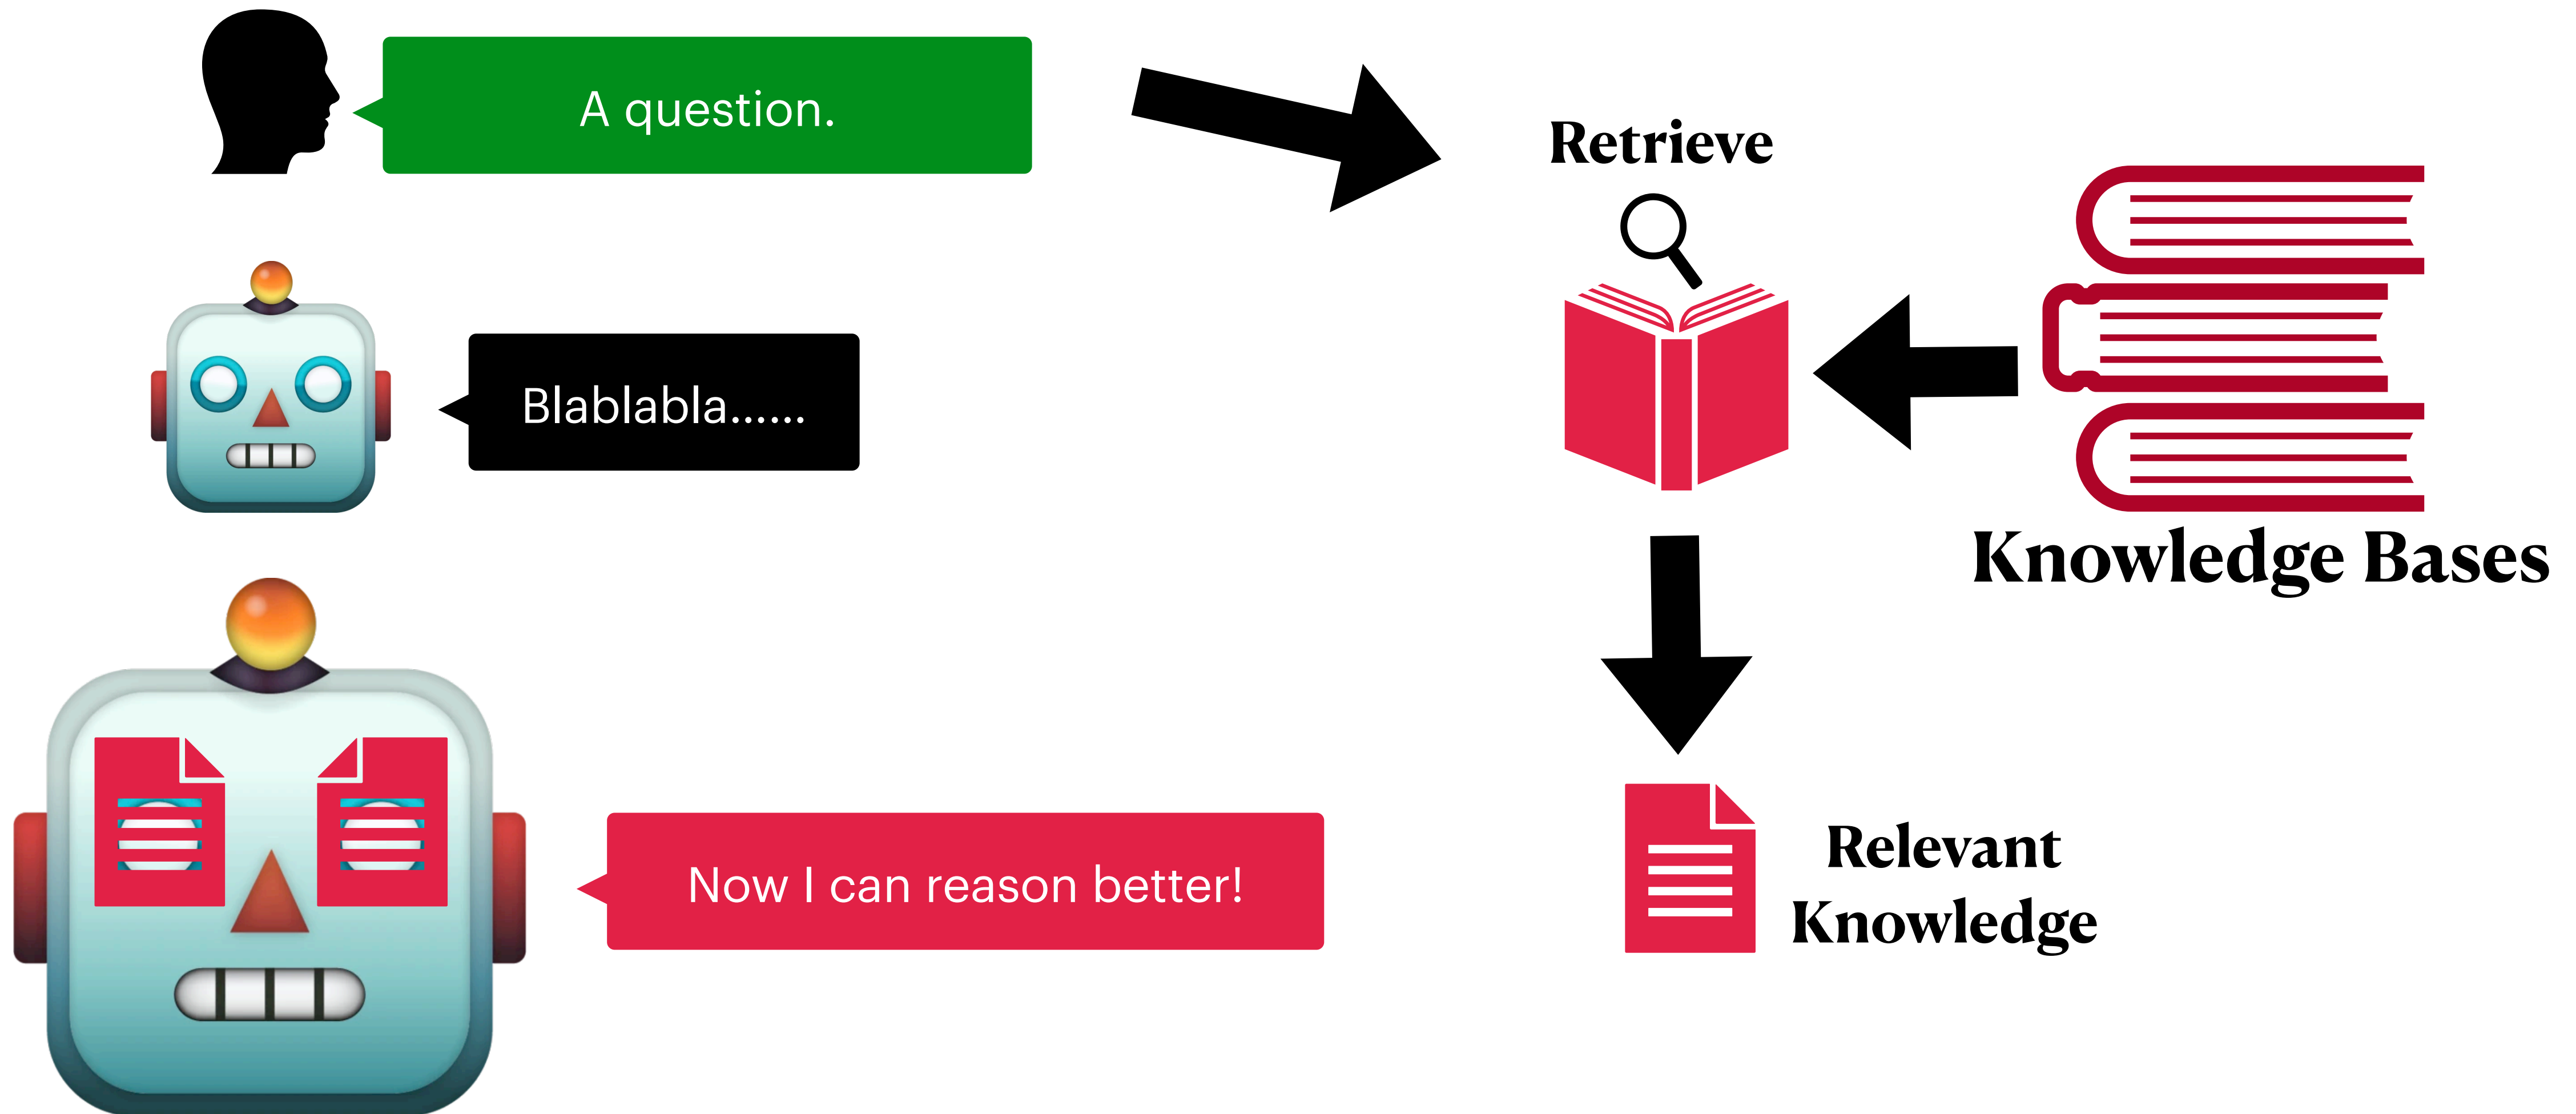 A question.
Retrieve
Blablabla......
Knowledge Bases
Now I can reason better!
Relevant
Knowledge